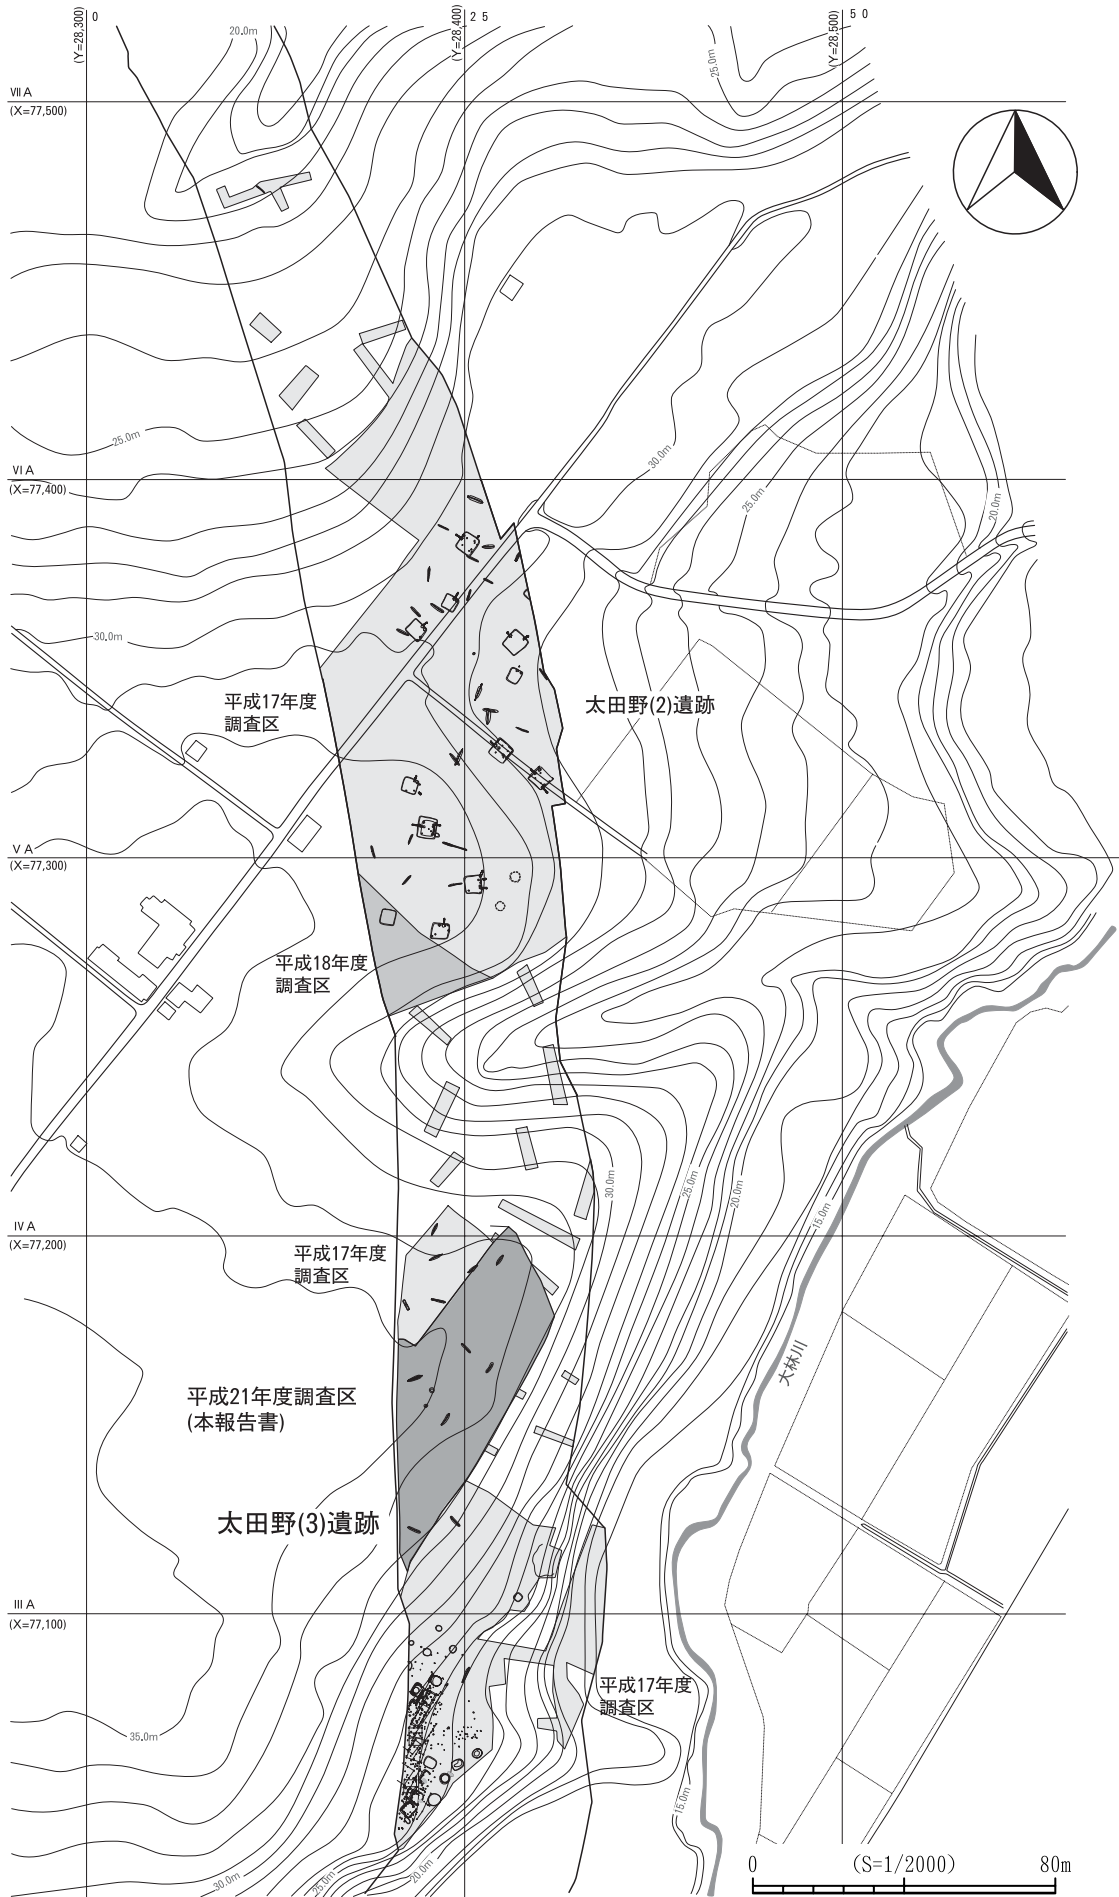 (Y=28,300)
0
(Y=28,400)
25
(Y=28,500)
50
20.0m
25.0m
ⅦA
(X=77,500)
25.0m
30.0m
25.0m
20.0m
ⅥA
(X=77,400)
30.0m
平成17年度
調査区
太田野(2)遺跡
ⅤA
(X=77,300)
平成18年度
調査区
30.0m
25.0m
20.0m
15.0m
ⅣA
(X=77,200)
平成17年度
調査区
大林川
平成21年度調査区
(本報告書)
太田野(3)遺跡
ⅢA
(X=77,100)
平成17年度
調査区
35.0m
15.0m
30.0m
25.0m
20.0m
0
(S=1/2000)
80m